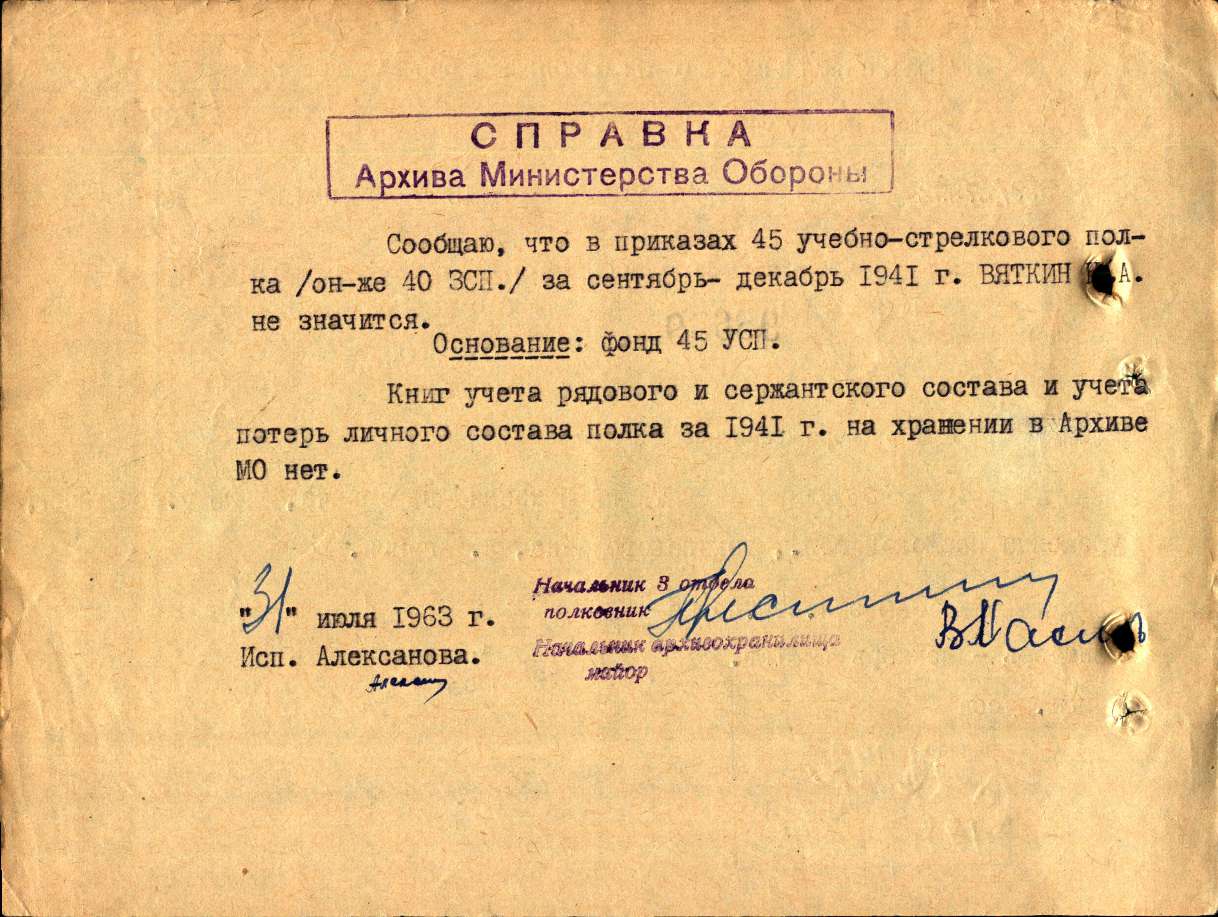 СПРАВКА
Архива Министерства Обороны
Сообщаю, что в приказах 45 учебно-стрелкового пол-
ка /он-же 40 ЗСП./ за сентябрь- декабрь 1941 г. ВЯТКИН А.
не значится.
Основание: фонд 45 УСП.
Книг учета рядового и сержантского состава и учета
потерь личного состава полка за 1941 г. на хранении в Архиве
МО нет.
"31" июля 1963 г.
Исп. Алексанова.
Начальник 3 отдела
полковник
Начальник архивохранилища
майор